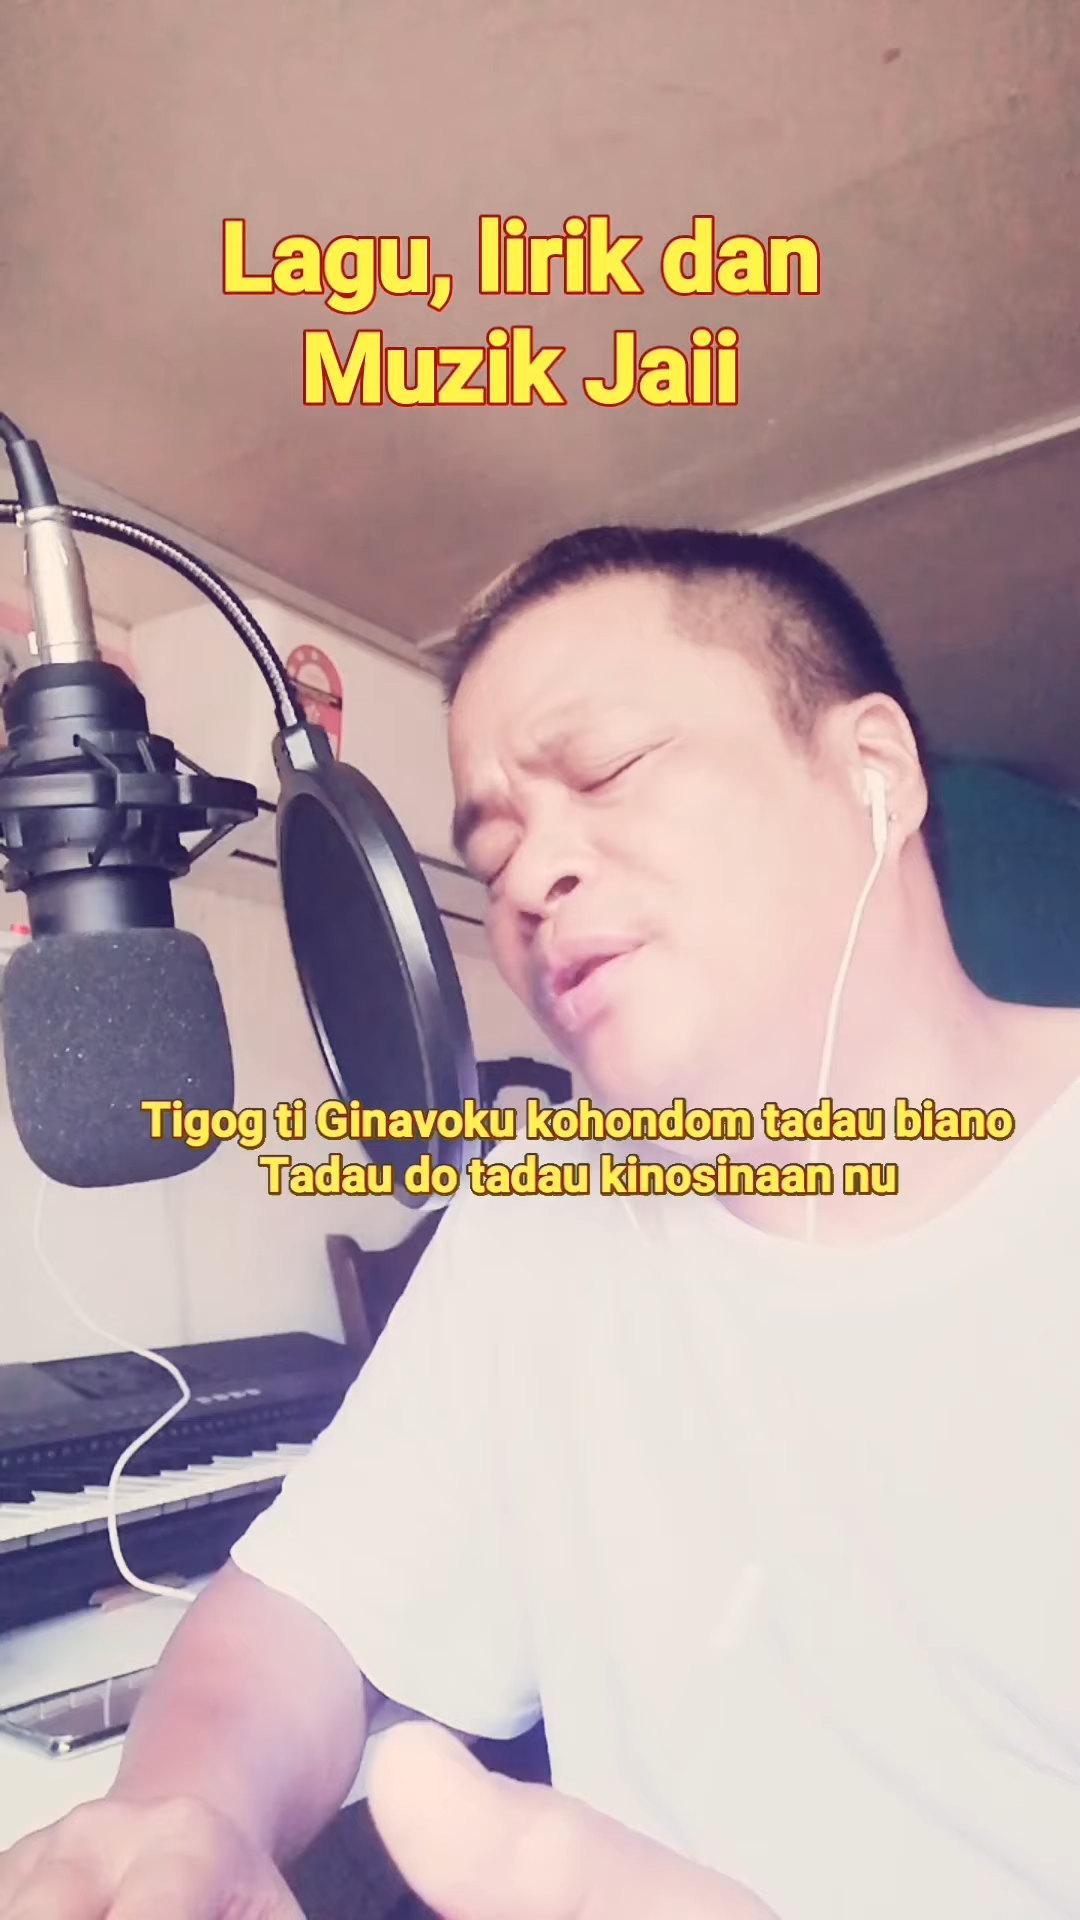 Lagu, lirik dan
Muzik Jaii
Tigog ti Ginavoku kohondom tadau biano
Tadau do tadau kinosinaan nu